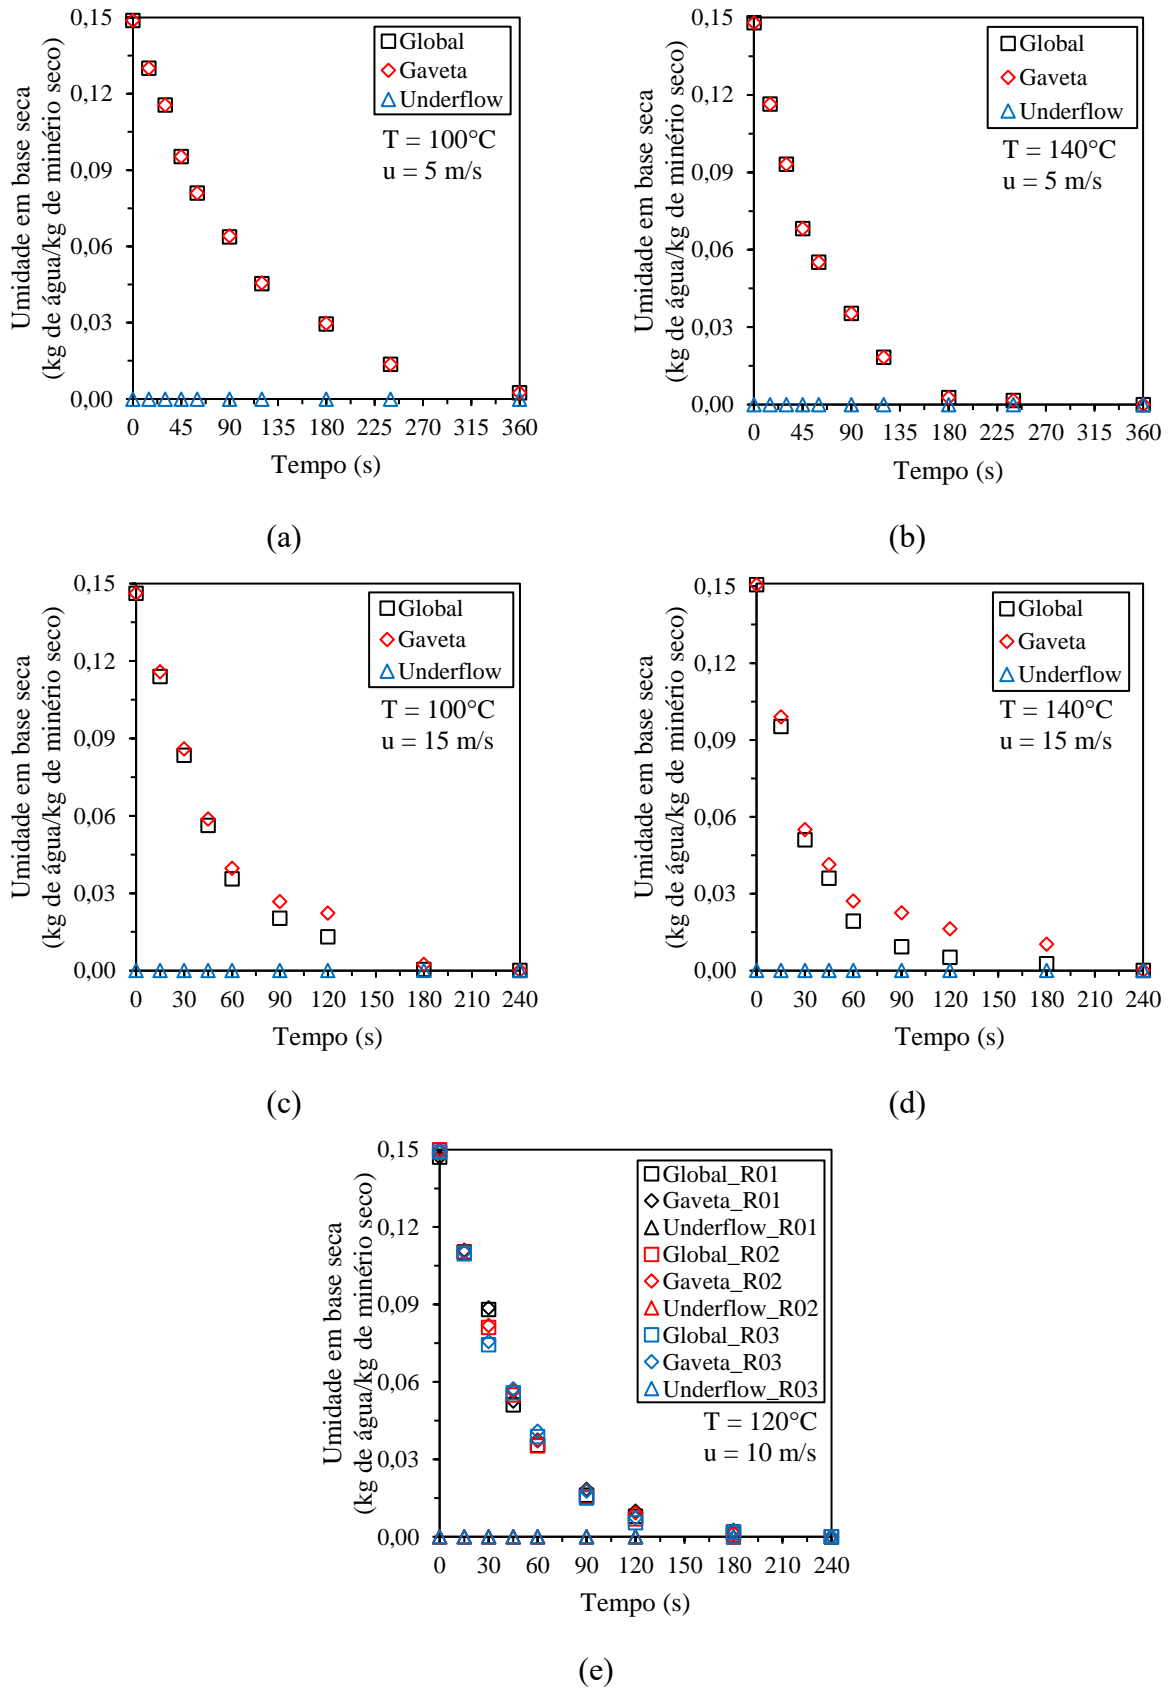 Umidade em base seca
(kg de água/kg de minério seco)
0,15
0,12
0,09
0,06
0,03
0,00
Global
Gaveta
Underflow
T = 100°C
u = 5 m/s
0 45 90 135 180 225 270 315 360
Tempo (s)
(a)
Umidade em base seca
(kg de água/kg de minério seco)
0,15
0,12
0,09
0,06
0,03
0,00
Global
Gaveta
Underflow
T = 140°C
u = 5 m/s
0 45 90 135 180 225 270 315 360
Tempo (s)
(b)
Umidade em base seca
(kg de água/kg de minério seco)
0,15
0,12
0,09
0,06
0,03
0,00
Global
Gaveta
Underflow
T = 100°C
u = 15 m/s
0 30 60 90 120 150 180 210 240
Tempo (s)
(c)
Umidade em base seca
(kg de água/kg de minério seco)
0,15
0,12
0,09
0,06
0,03
0,00
Global
Gaveta
Underflow
T = 140°C
u = 15 m/s
0 30 60 90 120 150 180 210 240
Tempo (s)
(d)
Umidade em base seca
(kg de água/kg de minério seco)
0,15
0,12
0,09
0,06
0,03
0,00
Global_R01
Gaveta_R01
Underflow_R01
Global_R02
Gaveta_R02
Underflow_R02
Global_R03
Gaveta_R03
Underflow_R03
T = 120°C
u = 10 m/s
0 30 60 90 120 150 180 210 240
Tempo (s)
(e)